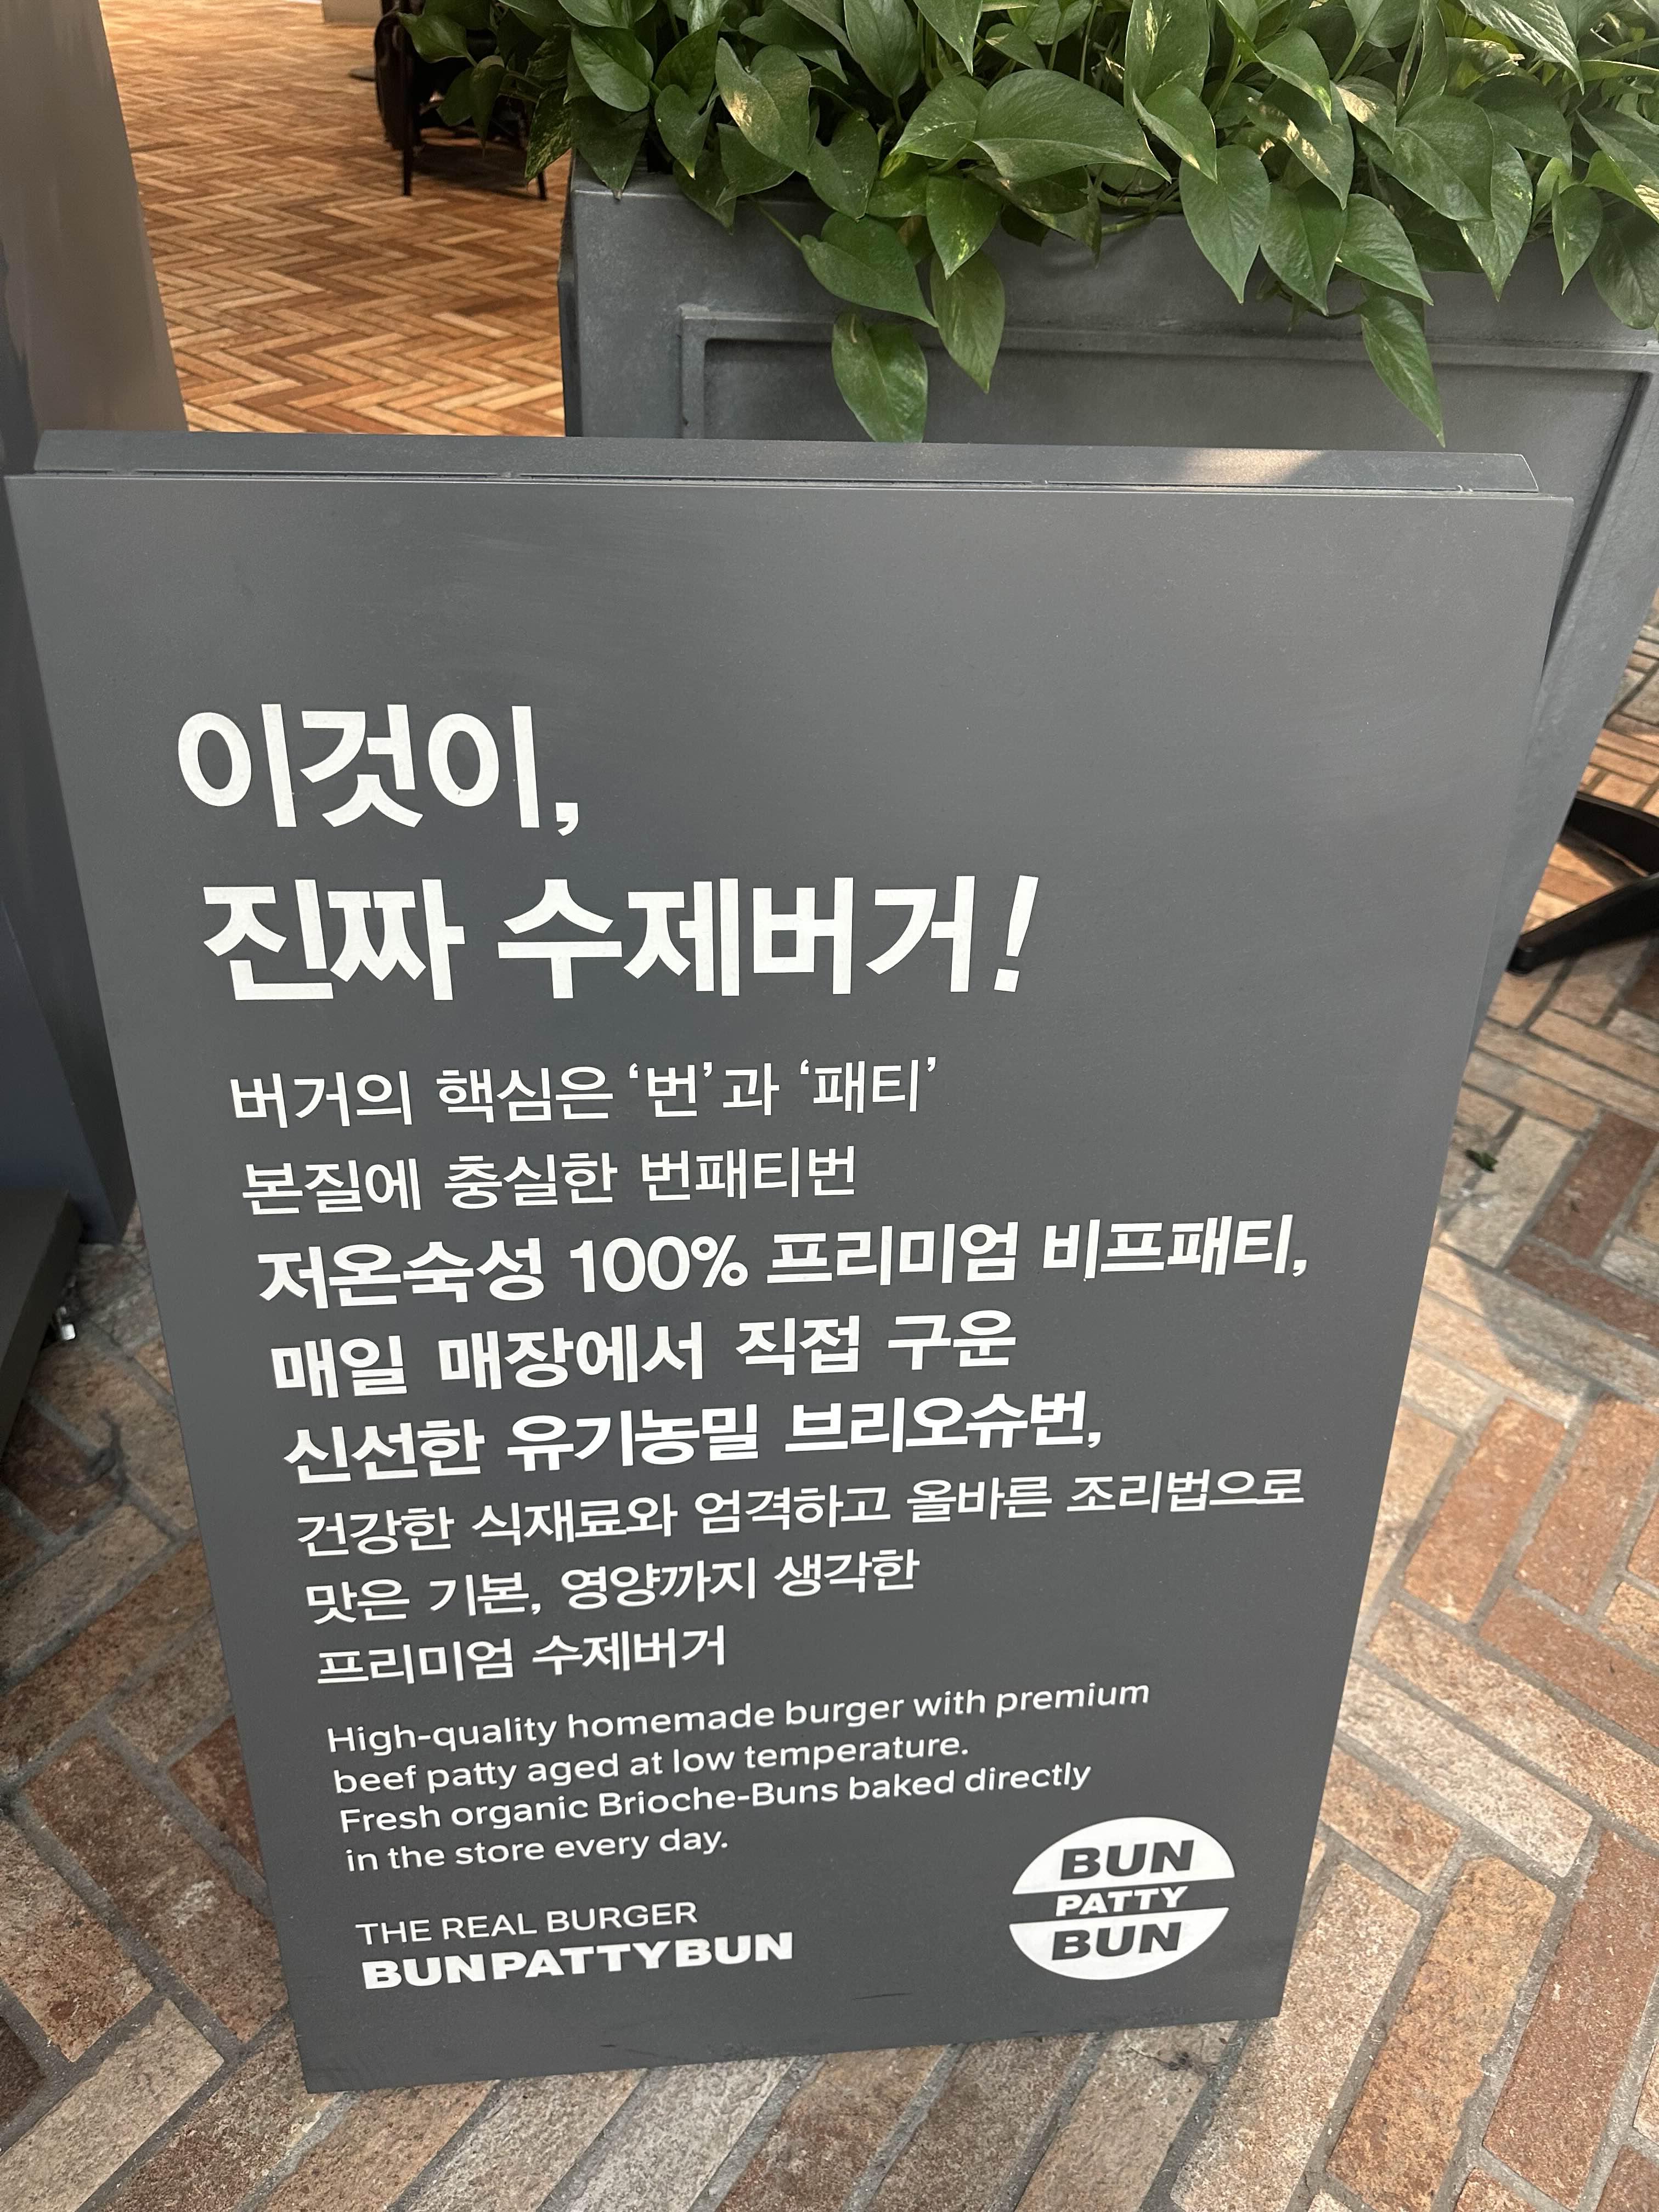 이것이,
진짜 수제버거!
버거의 핵심은 ‘번’과 ‘패티’
본질에 충실한 번패티번
저온숙성 100% 프리미엄 비프패티,
매일 매장에서 직접 구운
신선한 유기농밀 브리오슈번,
건강한 식재료와 엄격하고 올바른 조리법으로
맛은 기본, 영양까지 생각한
프리미엄 수제버거
High-quality homemade burger with premium
beef patty aged at low temperature.
Fresh organic Brioche-Buns baked directly
in the store every day.
THE REAL BURGER
BUNPATTYBUN
BUN
PATTY
BUN